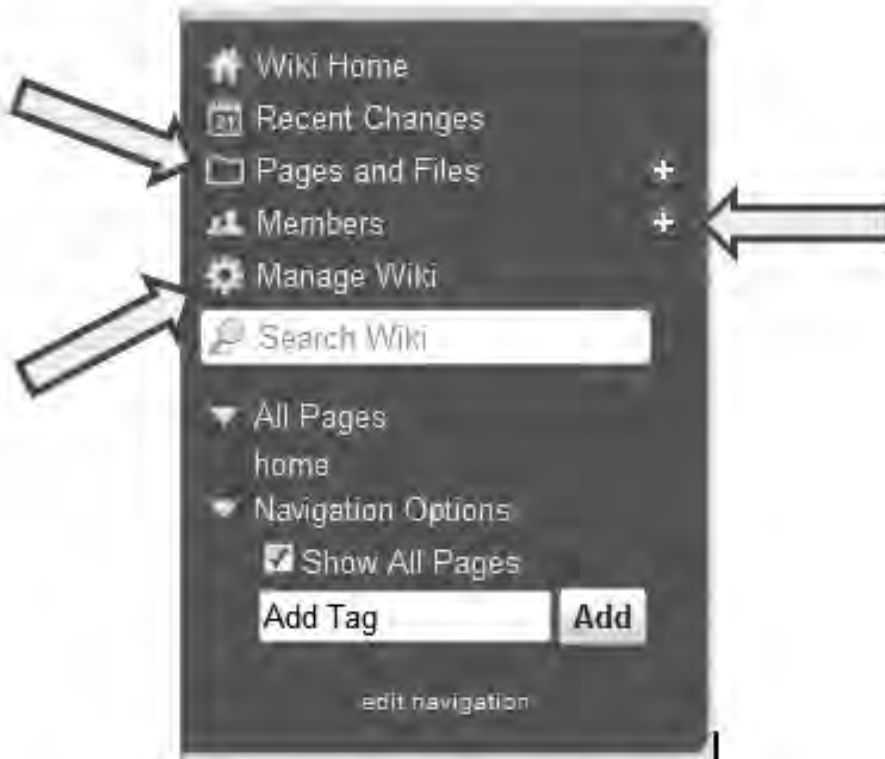 Wiki Home
21 Recent Changes
Pages and Files +
Members +
Manage Wiki
Search Wiki
All Pages
home
Navigation Options
Show All Pages
Add Tag Add
edit navigation